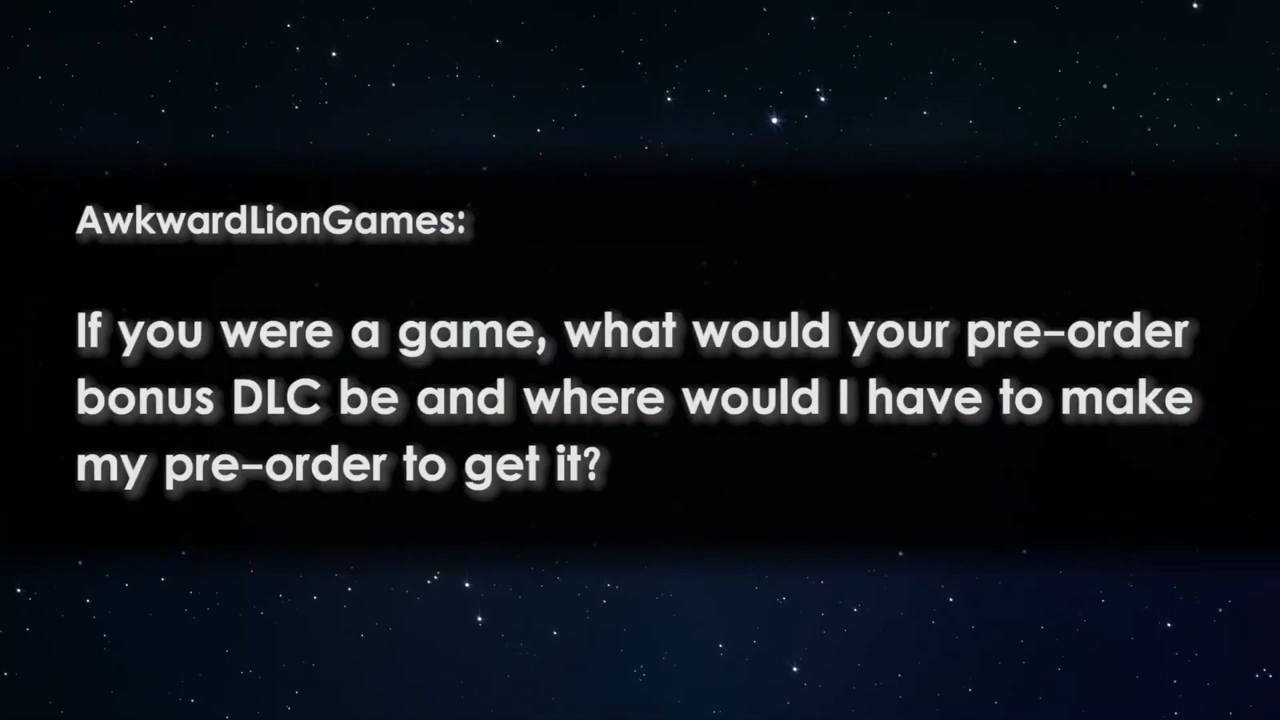 AwkwardLionGames:
If you were a game, what would your pre-order
bonus DLC be and where would I have to make
my pre-order to get it?